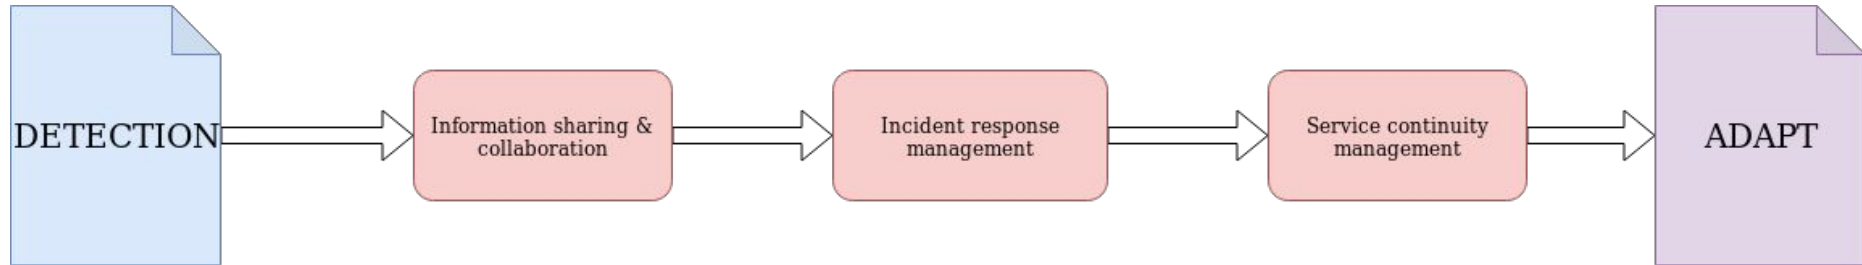 DETECTION
Information sharing &
collaboration
Incident response
management
Service continuity
management
ADAPT